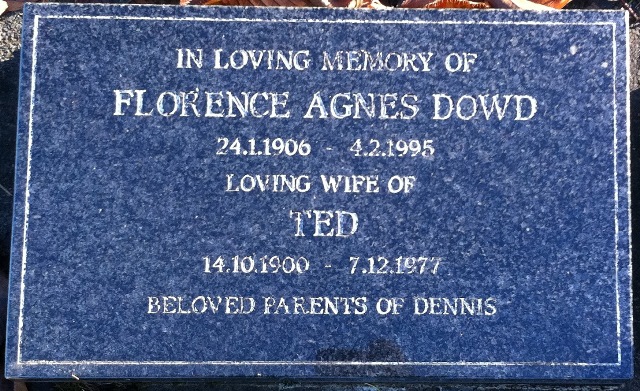 IN LOVING MEMORY OF
FLORENCE AGNES DOWD
24.1.1906 - 4.2.1995
LOVING WIFE OF
TED
14.10.1900 - 7.12.1977
BELOVED PARENTS OF DENNIS